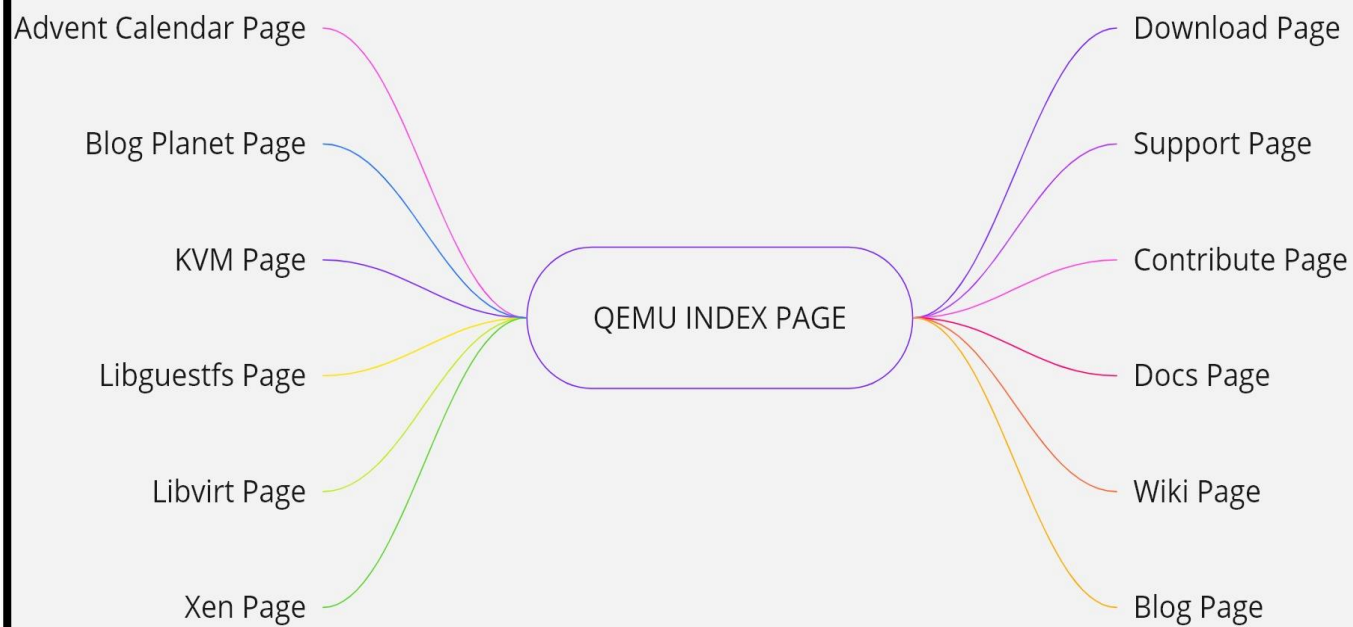 Advent Calendar Page
Blog Planet Page
KVM Page
Libguestfs Page
Libvirt Page
Xen Page
QEMU INDEX PAGE
Download Page
Support Page
Contribute Page
Docs Page
Wiki Page
Blog Page